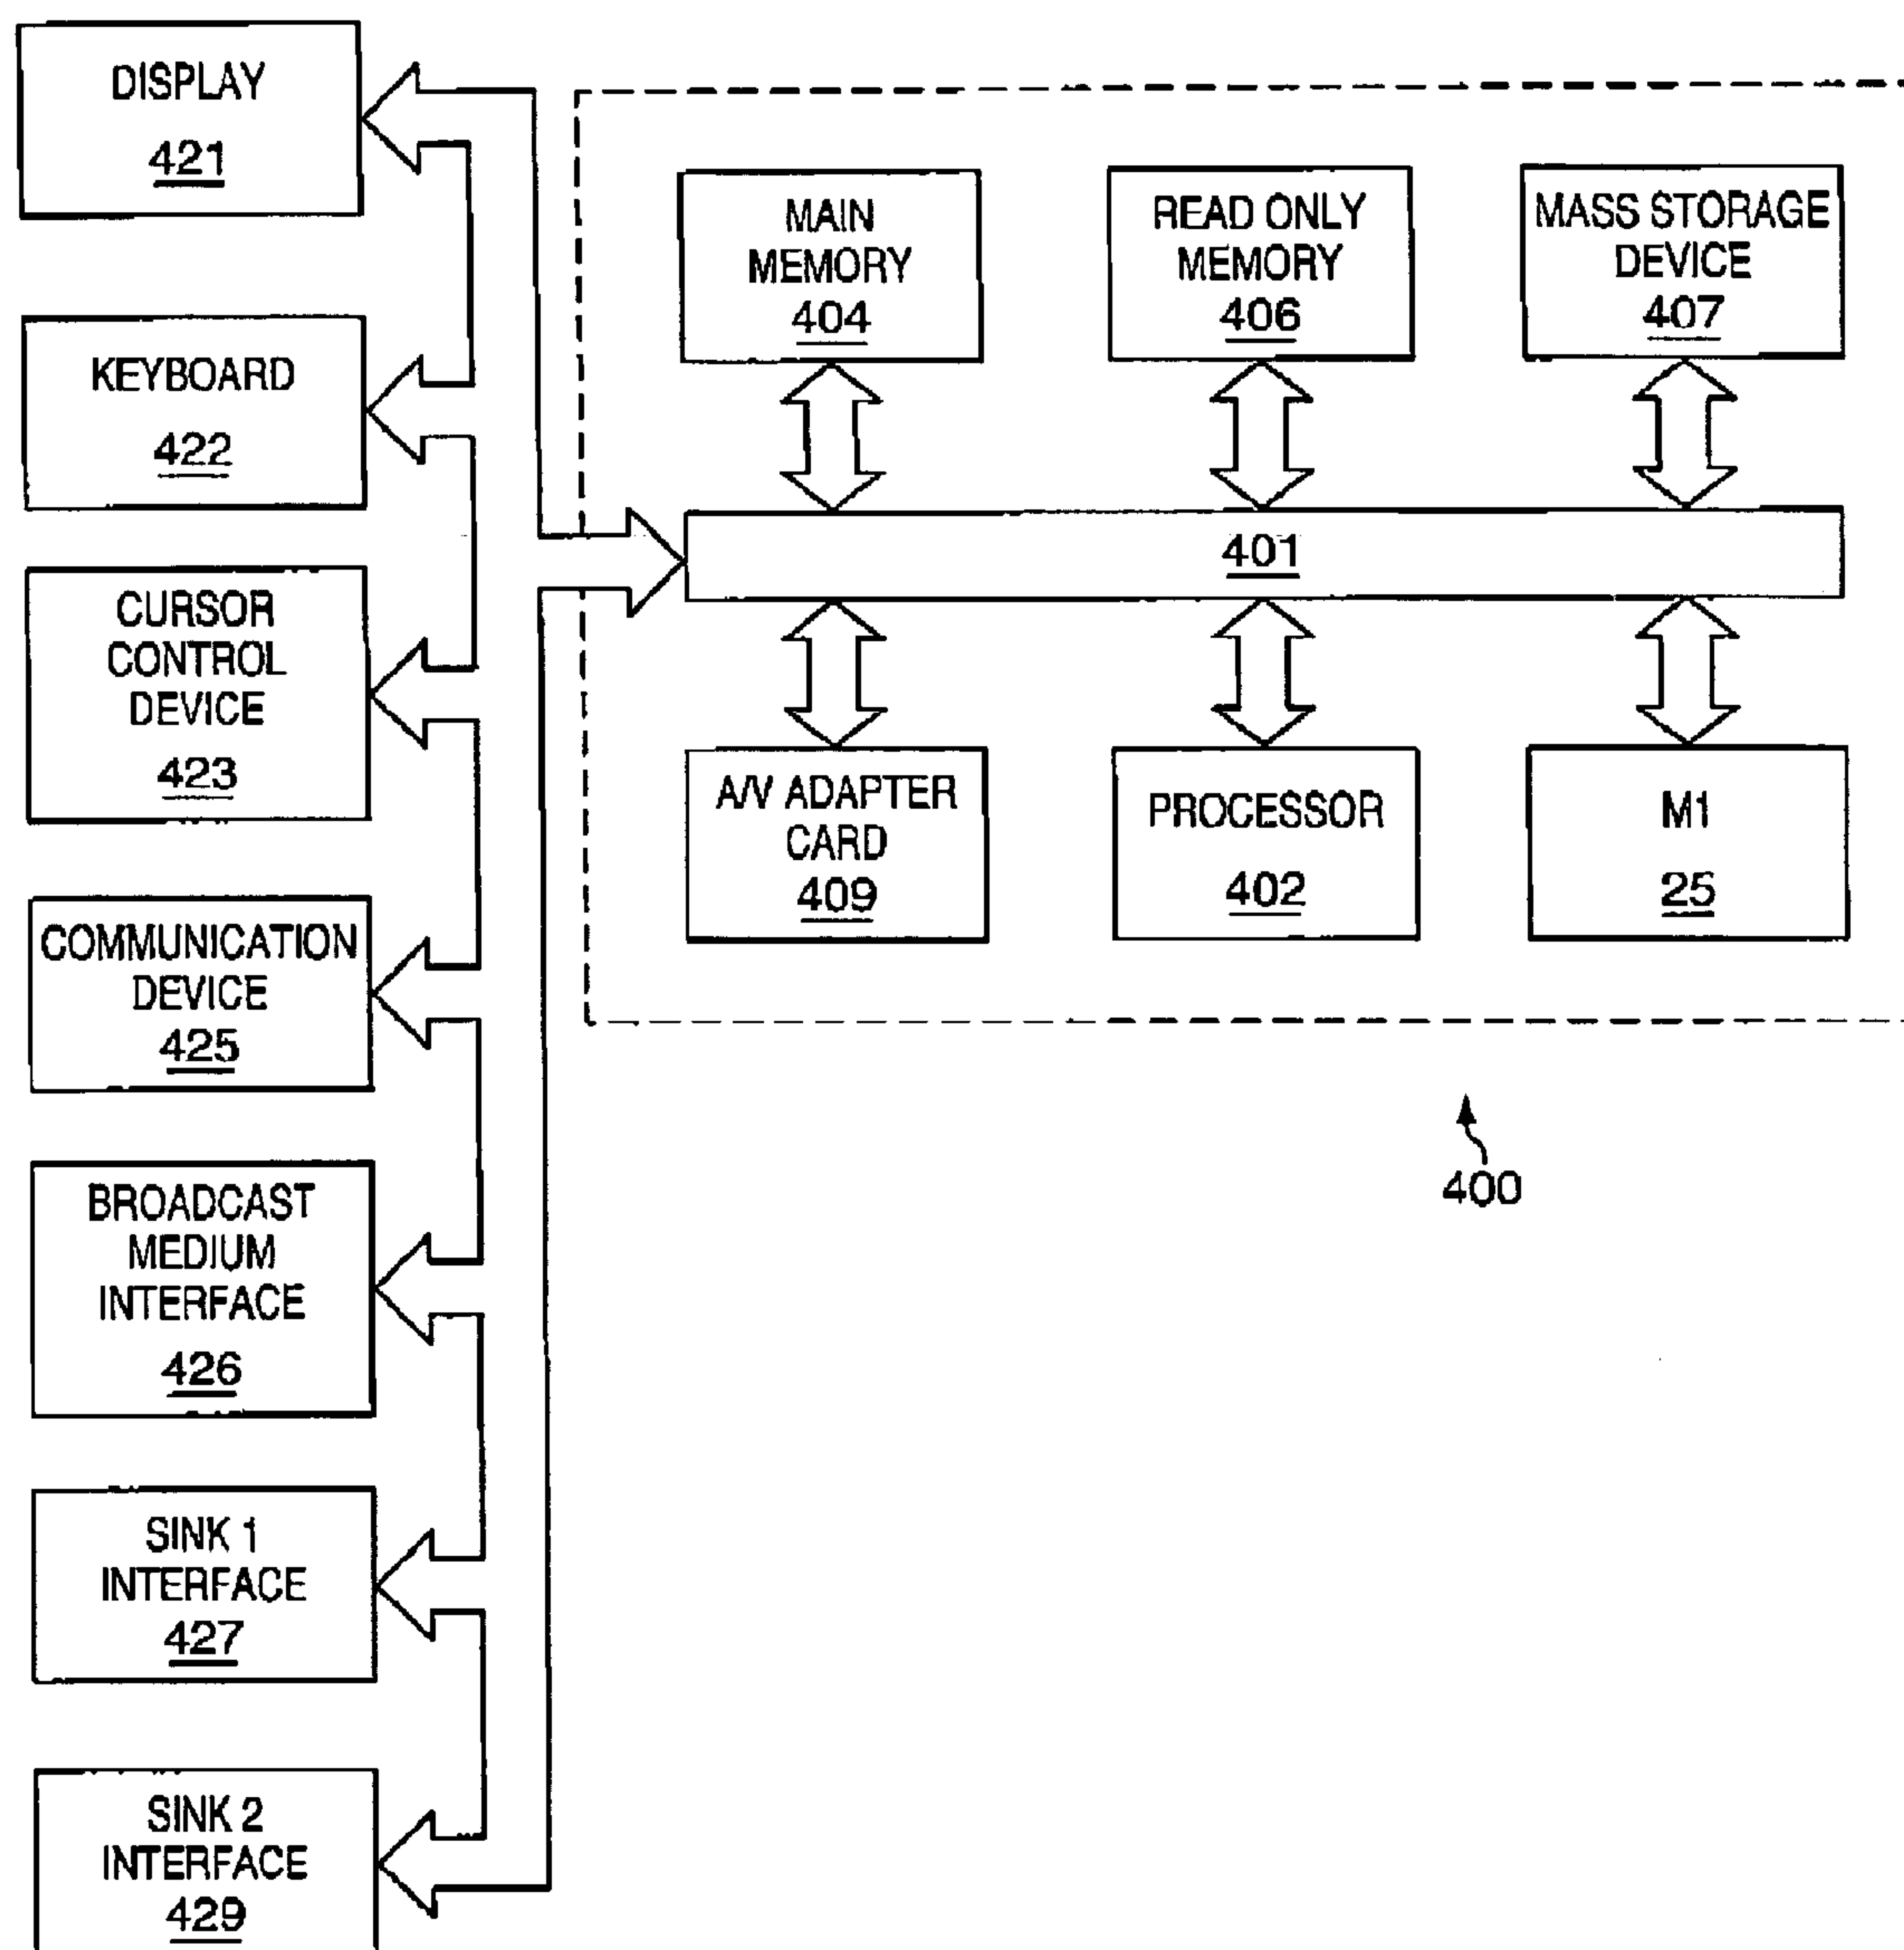 DISPLAY
421
KEYBOARD
422
CURSOR
CONTROL
DEVICE
423
COMMUNICATION
DEVICE
425
BROADCAST
MEDIUM
INTERFACE
426
SINK 1
INTERFACE
427
SINK 2
INTERFACE
429
MAIN
MEMORY
404
READ ONLY
MEMORY
406
MASS STORAGE
DEVICE
407
401
A/V ADAPTER
CARD
409
PROCESSOR
402
M1
25
400